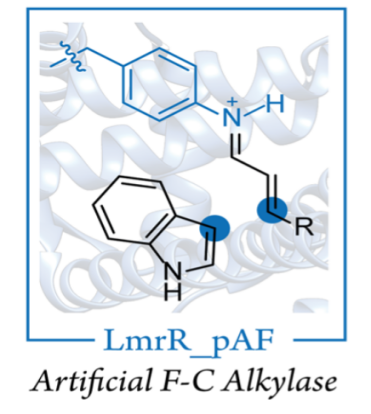 +
N
H
R
N
H
LmrR_pAF
Artificial F-C Alkylase